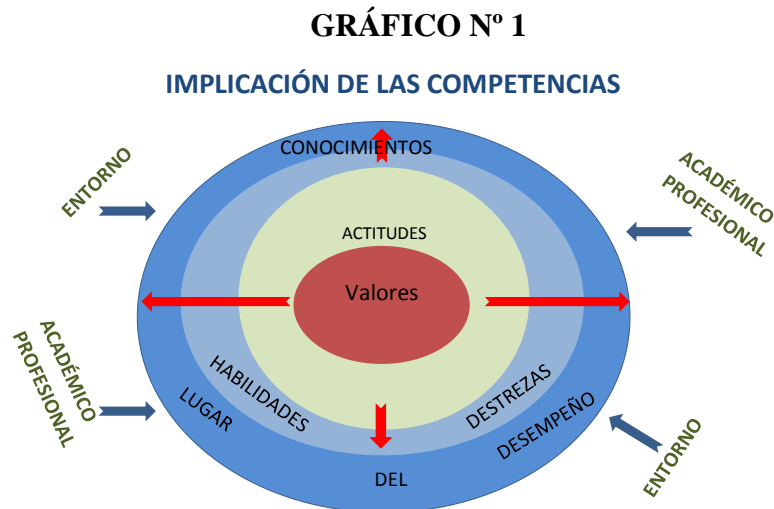 GRÁFICO Nº 1
IMPLICACIÓN DE LAS COMPETENCIAS
CONOCIMIENTOS
ENTORNO
ACADÉMICO
PROFESIONAL
ACTITUDES
Valores
ACADÉMICO
PROFESIONAL
HABILIDADES
DESTREZAS
LUGAR
DEL
DESEMPEÑO
ENTORNO